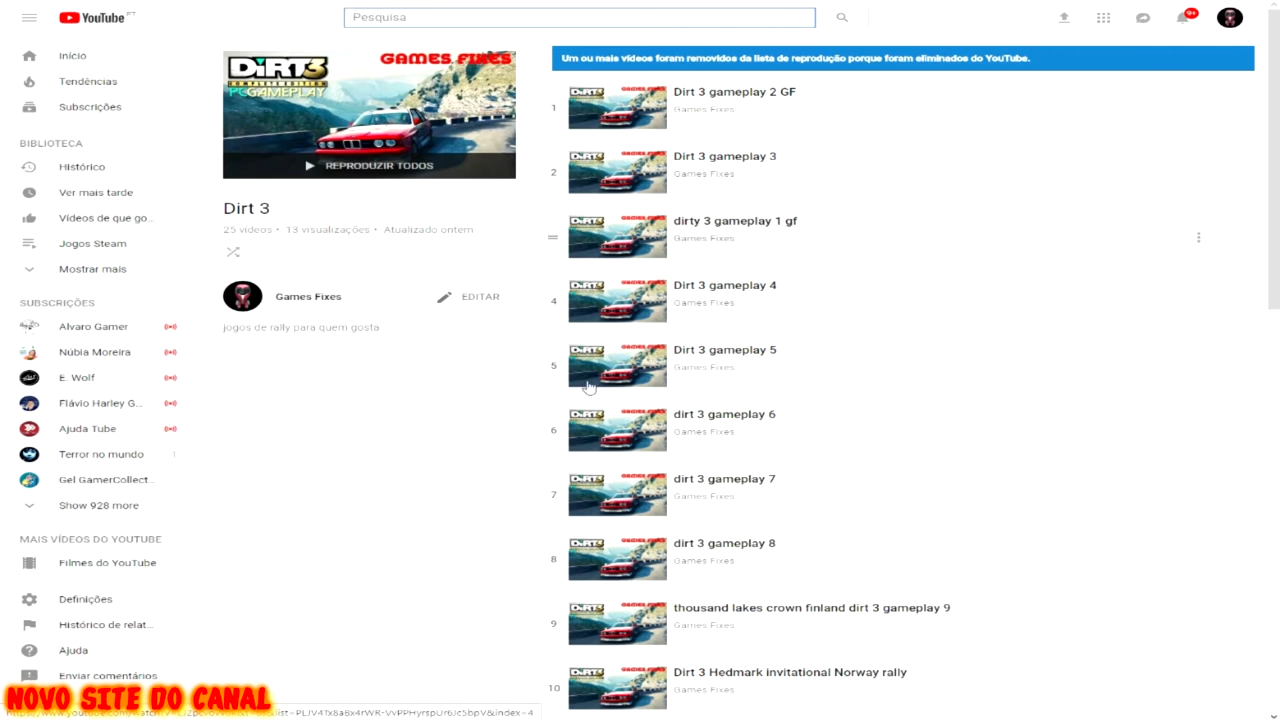 YouTube PT
Pesquisa
9+
Início
Tendências
Subscrições
BIBLIOTECA
Histórico
Ver mais tarde
Vídeos de que go...
Jogos Steam
Mostrar mais
SUBSCRIÇÕES
Alvaro Gamer
Núbia Moreira
E. Wolf
Flávio Harley G...
Ajuda Tube
Terror no mundo 1
Gel GamerCollect...
Show 928 more
MAIS VÍDEOS DO YOUTUBE
Filmes do YouTube
Definições
Histórico de relat...
Ajuda
Enviar comentários
NOVO SITE DO CANAL
GAMES FIXES
DiRT3
COMPLETE EDITION
PC GAMEPLAY
REPRODUZIR TODOS
Dirt 3
25 vídeos • 13 visualizações • Atualizado ontem
Games Fixes
EDITAR
jogos de rally para quem gosta
Um ou mais vídeos foram removidos da lista de reprodução porque foram eliminados do YouTube.
1 Dirt 3 gameplay 2 GF
Games Fixes
2 Dirt 3 gameplay 3
Games Fixes
dirty 3 gameplay 1 gf
Games Fixes
4 Dirt 3 gameplay 4
Games Fixes
5 Dirt 3 gameplay 5
Games Fixes
6 dirt 3 gameplay 6
Games Fixes
7 dirt 3 gameplay 7
Games Fixes
8 dirt 3 gameplay 8
Games Fixes
9 thousand lakes crown finland dirt 3 gameplay 9
Games Fixes
10 Dirt 3 Hedmark invitational Norway rally
Games Fixes